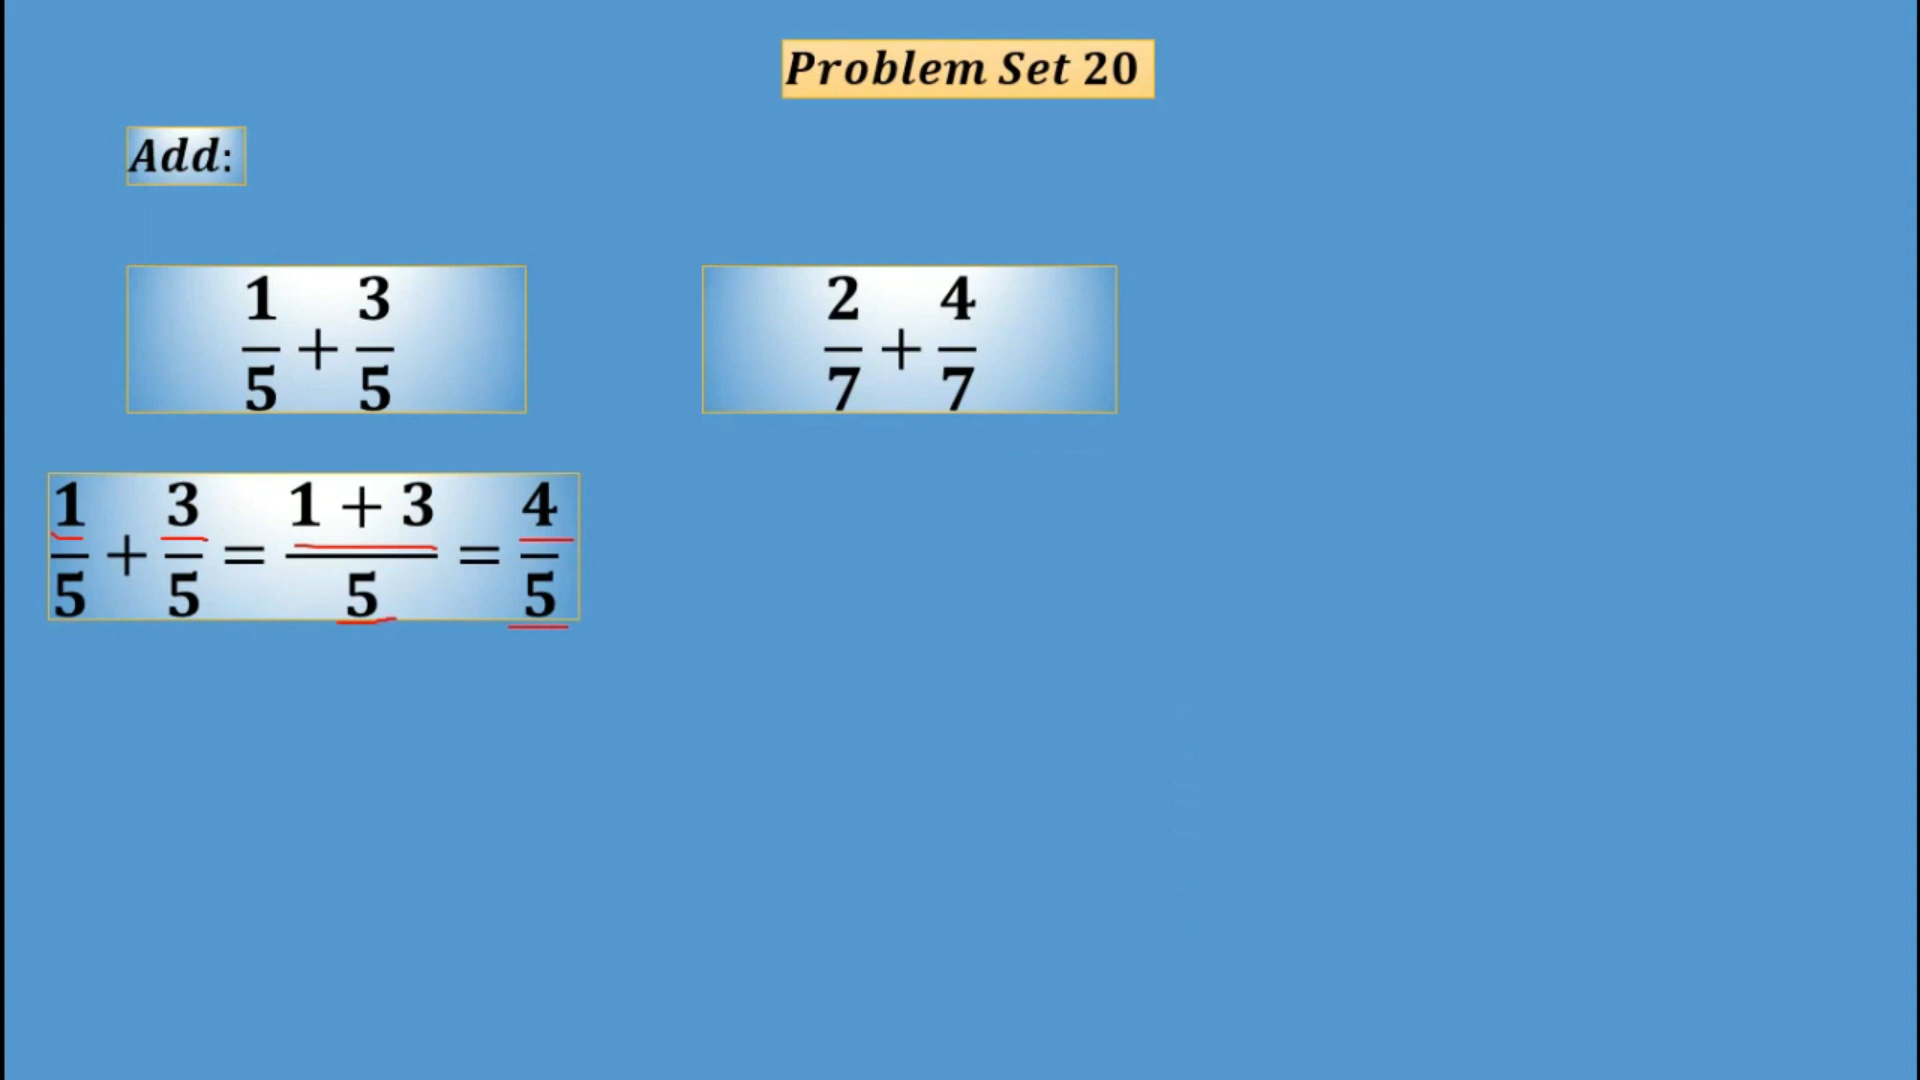 Problem Set 20
Add:
1/5 + 3/5
2/7 + 4/7
1/5 + 3/5 = (1 + 3)/5 = 4/5